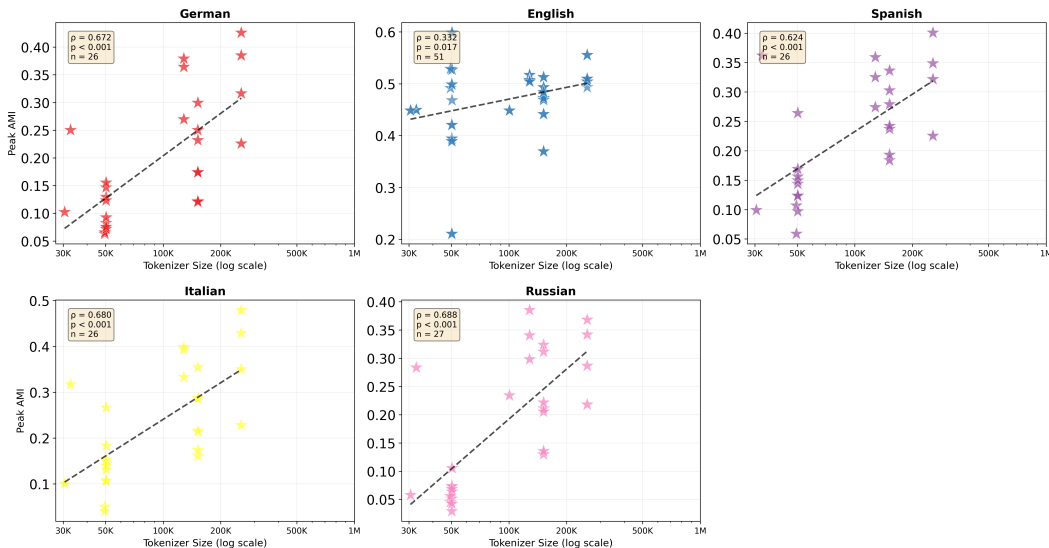 German
ρ = 0.672
p < 0.001
n = 26
0.40
0.35
0.30
0.25
0.20
0.15
0.10
0.05
Peak AMI
30K 50K 100K 200K 500K 1M
Tokenizer Size (log scale)
English
ρ = 0.332
p = 0.017
n = 51
0.6
0.5
0.4
0.3
0.2
30K 50K 100K 200K 500K 1M
Tokenizer Size (log scale)
Spanish
ρ = 0.624
p < 0.001
n = 26
0.40
0.35
0.30
0.25
0.20
0.15
0.10
0.05
30K 50K 100K 200K 500K 1M
Tokenizer Size (log scale)
Italian
ρ = 0.680
p < 0.001
n = 26
0.5
0.4
0.3
0.2
0.1
Peak AMI
30K 50K 100K 200K 500K 1M
Tokenizer Size (log scale)
Russian
ρ = 0.688
p < 0.001
n = 27
0.40
0.35
0.30
0.25
0.20
0.15
0.10
0.05
30K 50K 100K 200K 500K 1M
Tokenizer Size (log scale)